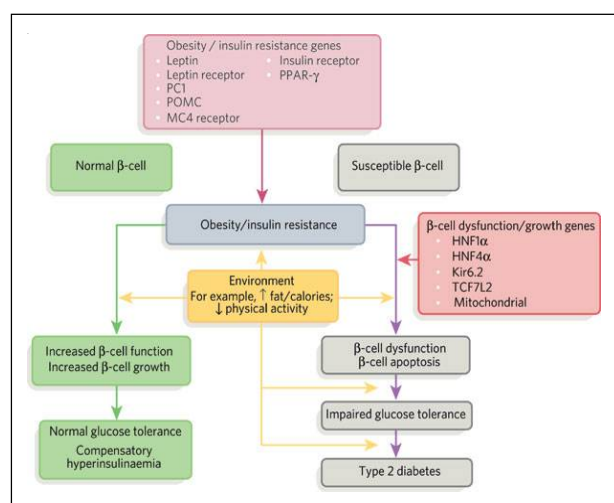 Obesity / insulin resistance genes
• Leptin
• Insulin receptor
• Leptin receptor
• PPAR-γ
• PC1
• POMC
• MC4 receptor
Normal β-cell
Susceptible β-cell
Obesity/insulin resistance
β-cell dysfunction/growth genes
• HNF1α
• HNF4α
• Kir6.2
• TCF7L2
• Mitochondrial
Environment
For example, ↑ fat/calories;
↓ physical activity
Increased β-cell function
Increased β-cell growth
β-cell dysfunction
β-cell apoptosis
Normal glucose tolerance
Compensatory
hyperinsulinaemia
Impaired glucose tolerance
Type 2 diabetes